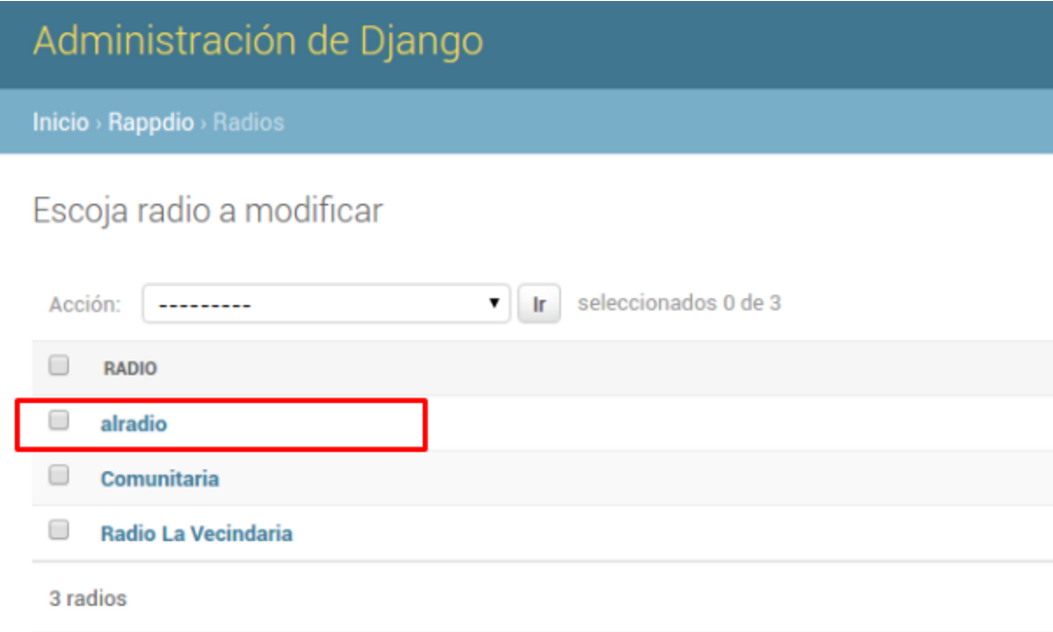 Administración de Django
Inicio › Rappdio › Radios
Escoja radio a modificar
Acción: --------- Ir seleccionados 0 de 3
RADIO
alradio
Comunitaria
Radio La Vecindaria
3 radios